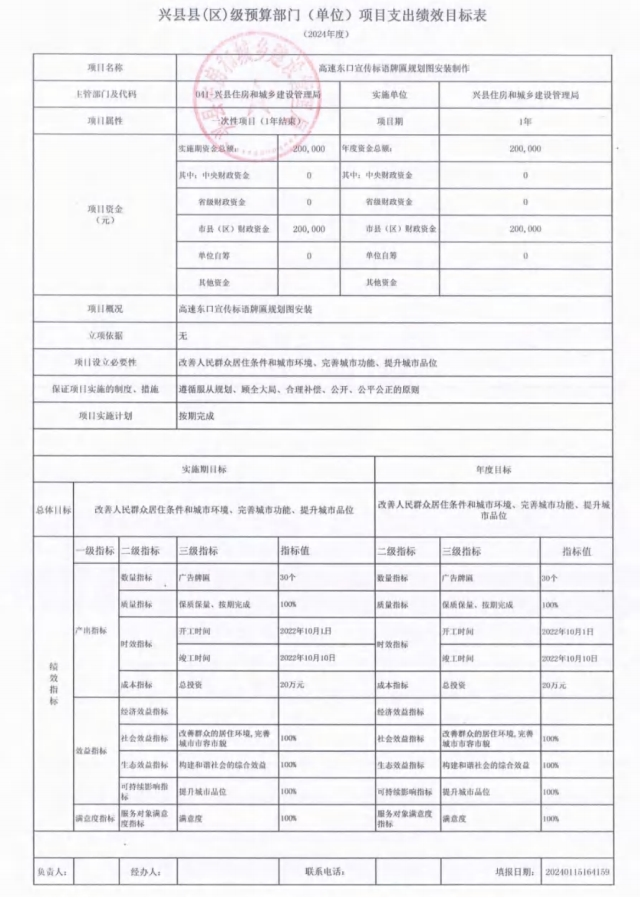 兴县县(区)级预算部门（单位）项目支出绩效目标表
（2024年度）
项目名称 高速东口宣传标语牌匾规划图安装制作
主管部门及代码 041-兴县住房和城乡建设管理局 实施单位 兴县住房和城乡建设管理局
项目属性 一次性项目（1年结束） 项目期 1年
项目资金（元） 实施期资金总额： 200,000 年度资金总额： 200,000
其中：中央财政资金 0 其中：中央财政资金 0
省级财政资金 0 省级财政资金 0
市县（区）财政资金 200,000 市县（区）财政资金 200,000
单位自筹 0 单位自筹 0
其他资金 其他资金
项目概况 高速东口宣传标语牌匾规划图安装
立项依据 无
项目设立必要性 改善人民群众居住条件和城市环境、完善城市功能、提升城市品位
保证项目实施的制度、措施 遵循服从规划、顾全大局、合理补偿、公开、公平公正的原则
项目实施计划 按期完成
实施期目标 年度目标
总体目标 改善人民群众居住条件和城市环境、完善城市功能、提升城市品位 改善人民群众居住条件和城市环境、完善城市功能、提升城市品位
绩效指标 一级指标 二级指标 三级指标 指标值 二级指标 三级指标 指标值
产出指标 数量指标 广告牌匾 30个 数量指标 广告牌匾 30个
质量指标 保质保量、按期完成 100% 质量指标 保质保量、按期完成 100%
时效指标 开工时间 2022年10月1日 时效指标 开工时间 2022年10月1日
竣工时间 2022年10月10日 竣工时间 2022年10月10日
成本指标 总投资 20万元 成本指标 总投资 20万元
效益指标 经济效益指标 经济效益指标
社会效益指标 改善群众的居住环境,完善城市市容市貌 100% 社会效益指标 改善群众的居住环境,完善城市市容市貌 100%
生态效益指标 构建和谐社会的综合效益 100% 生态效益指标 构建和谐社会的综合效益 100%
可持续影响指标 提升城市品位 100% 可持续影响指标 提升城市品位 100%
满意度指标 服务对象满意度指标 满意度 100% 服务对象满意度指标 满意度 100%
负责人： 经办人： 联系电话： 填报日期： 20240115164159